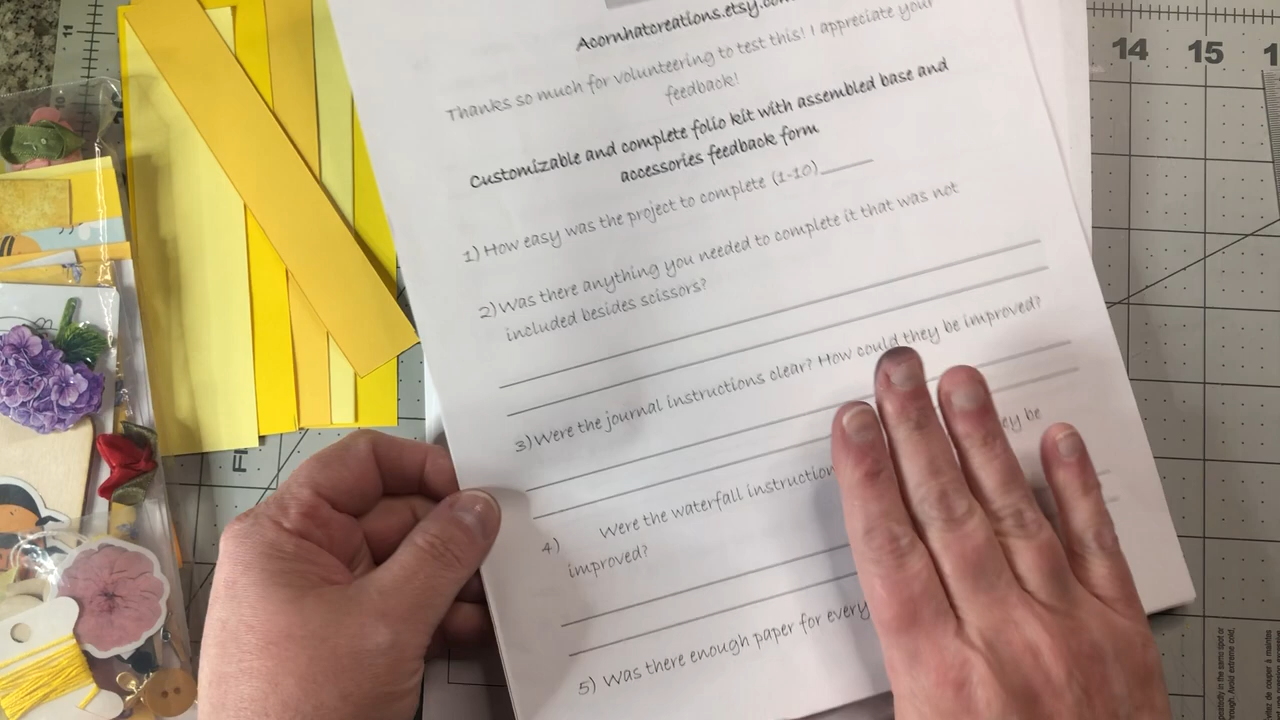 Acornhatcreations.etsy.com
Thanks so much for volunteering to test this! I appreciate your
feedback!
Customizable and complete folio kit with assembled base and
accessories feedback form
1) How easy was the project to complete (1-10)
2) Was there anything you needed to complete it that was not
included besides scissors?
3) Were the journal instructions clear? How could they be improved?
4) Were the waterfall instruction
improved?
5) Was there enough paper for every
14 15
11